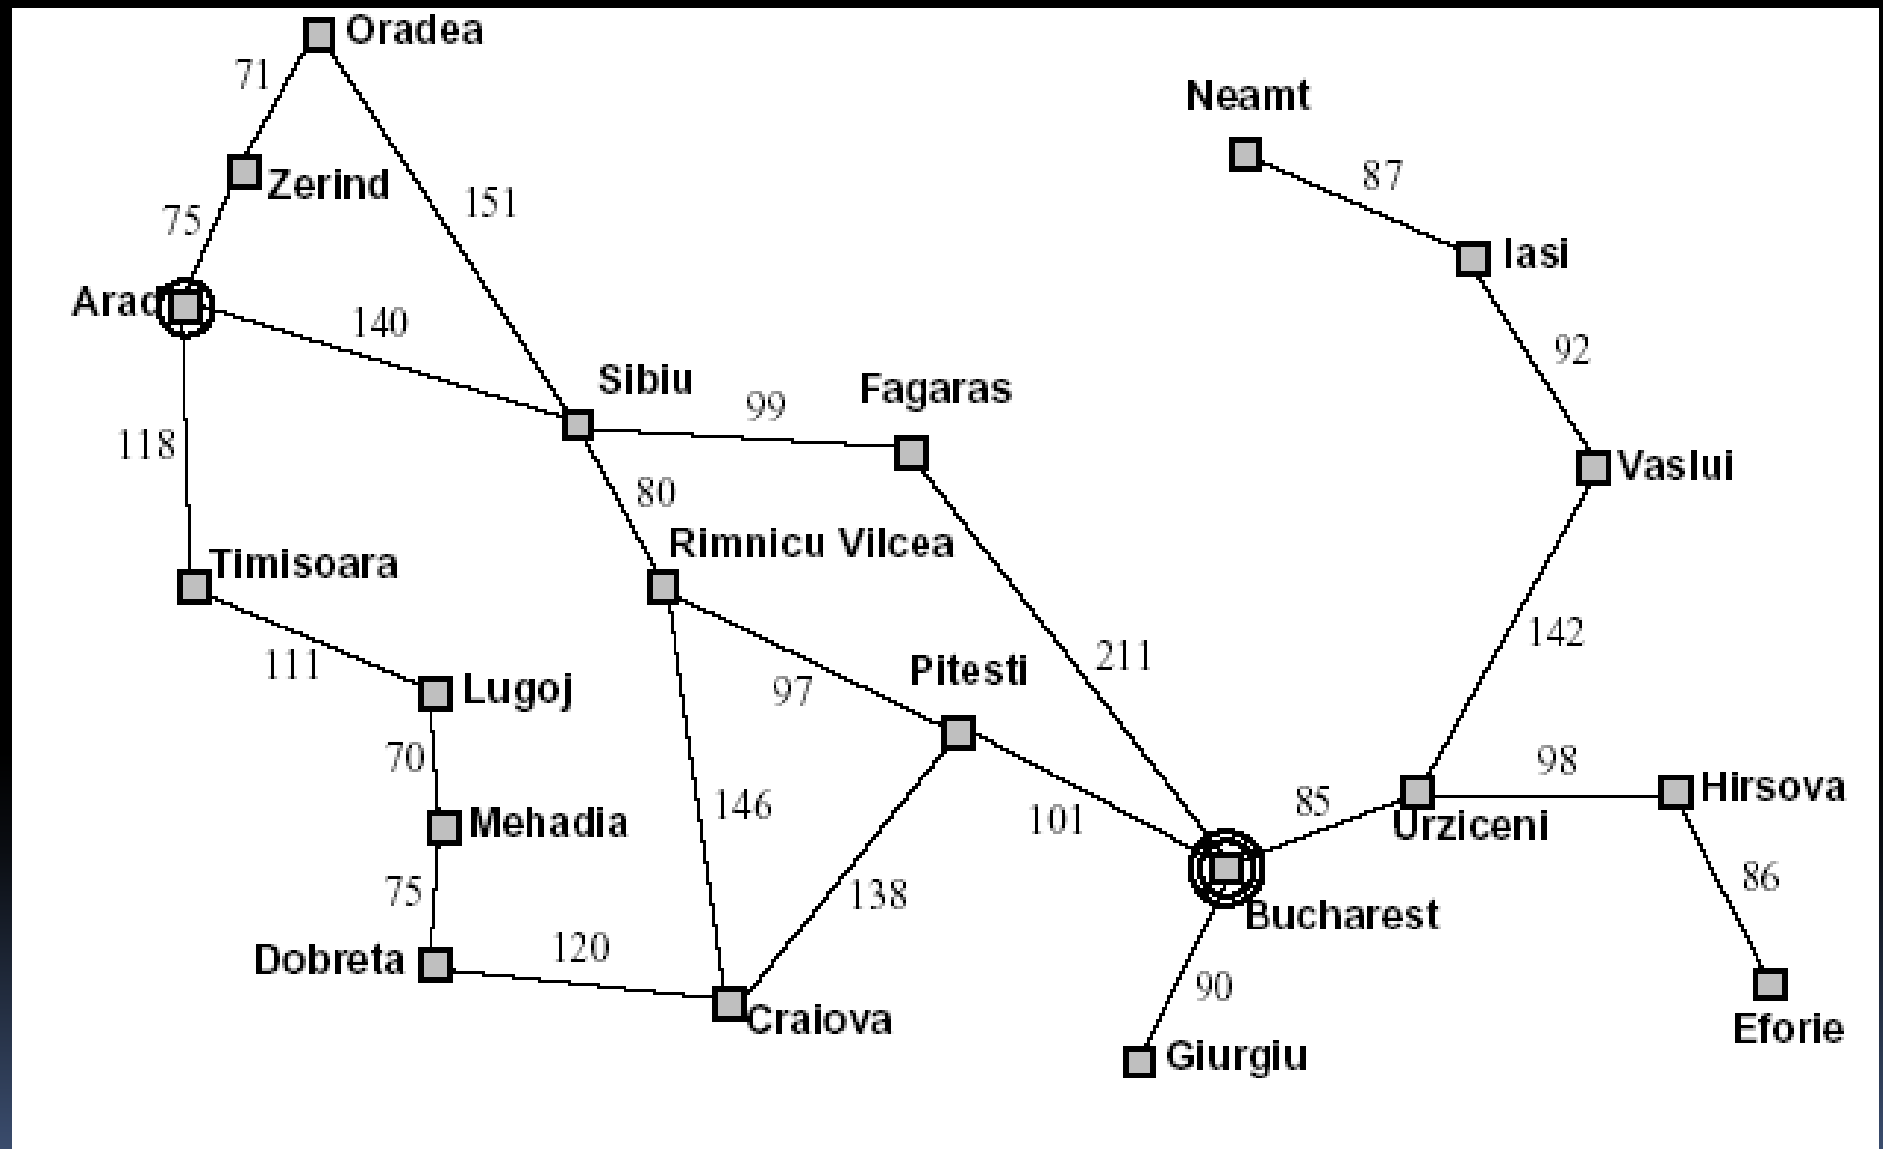 Oradea
71
Neamt
87
Zerind
75
151
Iasi
Arad
140
92
Sibiu
99
Fagaras
118
Vaslui
80
Rimnicu Vilcea
Timisoara
142
111
211
Pitesti
Lugoj
97
70
98
Hirsova
146
85
Mehadia
101
Urziceni
86
75
138
Bucharest
Dobreta
120
90
Craiova
Giurgiu
Eforie